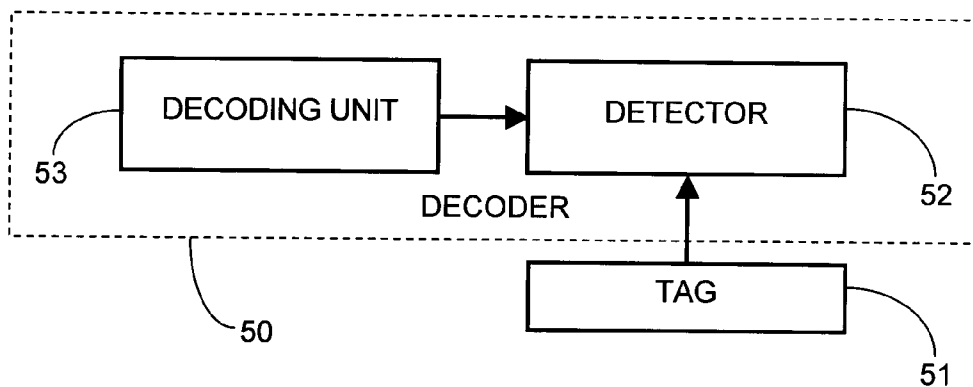 DECODING UNIT
DETECTOR
53
52
DECODER
TAG
50
51